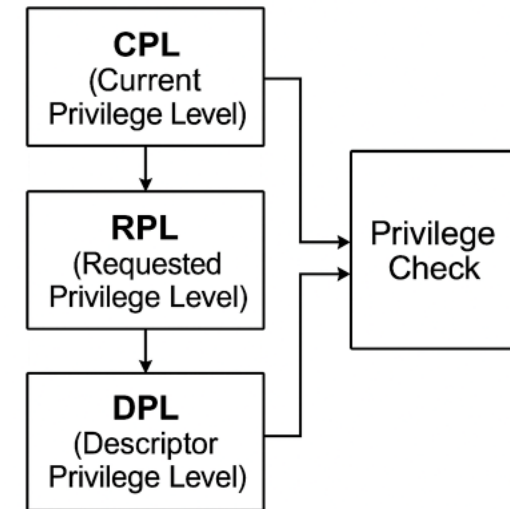 CPL
(Current
Privilege Level)
RPL
(Requested
Privilege Level)
DPL
(Descriptor
Privilege Level)
Privilege
Check